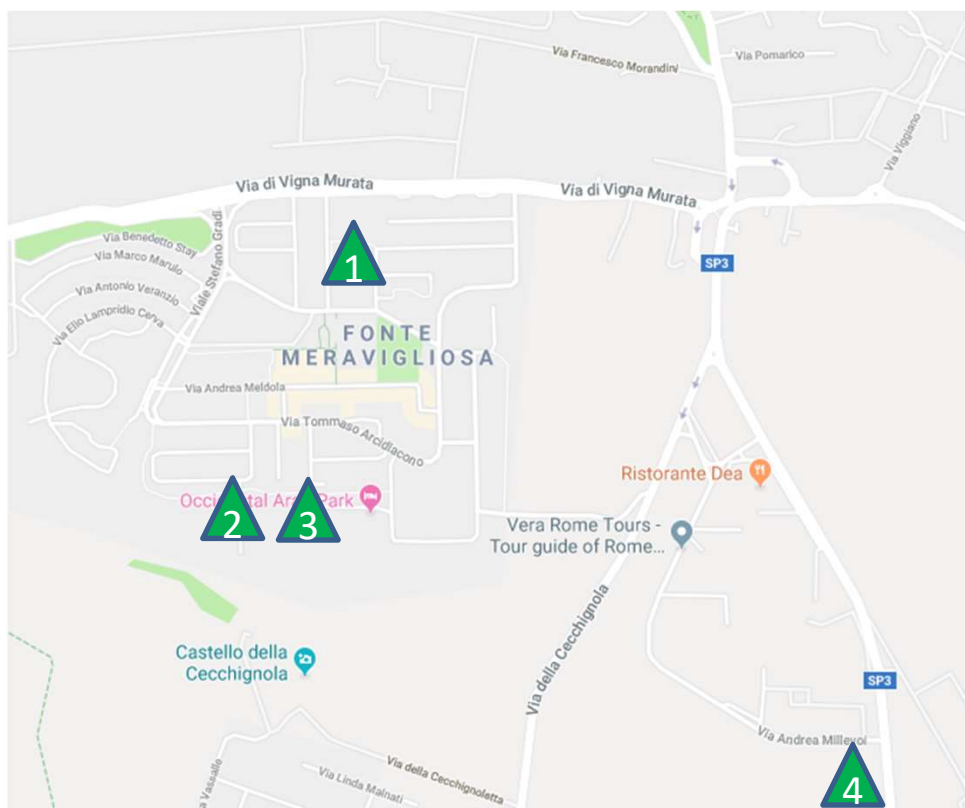 Via Francesco Morandini
Via Pomarico
Via Viggiano
Via di Vigna Murata
Via di Vigna Murata
Via Benedetto Stay
Via Marco Marulo
Via Antonio Veranzio
Via Elio Lampridio Cerva
Viale Stefano Gradi
1
SP3
FONTE
MERAVIGLIOSA
Via Andrea Meldola
Via Tommaso Arcidiacono
Ristorante Dea
Park
2
3
Vera Rome Tours -
Tour guide of Rome...
Castello della
Cecchignola
Via della Cecchignola
SP3
Via Andrea Millevoi
4
Via della Cecchignoletta
Via Linda Malnati
Vassallo